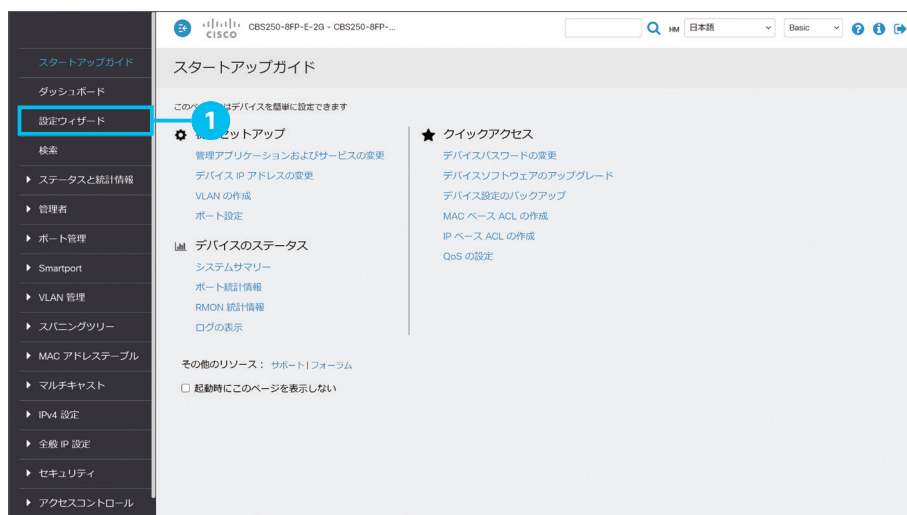 CISCO CBS250-8FP-E-2G - CBS250-8FP-... HM 日本語 Basic
スタートアップガイド
ダッシュボード
設定ウィザード
検索
ステータスと統計情報
管理者
ポート管理
Smartport
VLAN 管理
スパニングツリー
MAC アドレステーブル
マルチキャスト
IPv4 設定
全般 IP 設定
セキュリティ
アクセスコントロール
スタートアップガイド
はデバイスを簡単に設定できます
1
セットアップ
管理アプリケーションおよびサービスの変更
デバイス IP アドレスの変更
VLAN の作成
ポート設定
デバイスのステータス
システムサマリー
ポート統計情報
RMON 統計情報
ログの表示
クイックアクセス
デバイスパスワードの変更
デバイスソフトウェアのアップグレード
デバイス設定のバックアップ
MAC ベース ACL の作成
IP ベース ACL の作成
QoS の設定
その他のリソース： サポート | フォーラム
起動時にこのページを表示しない